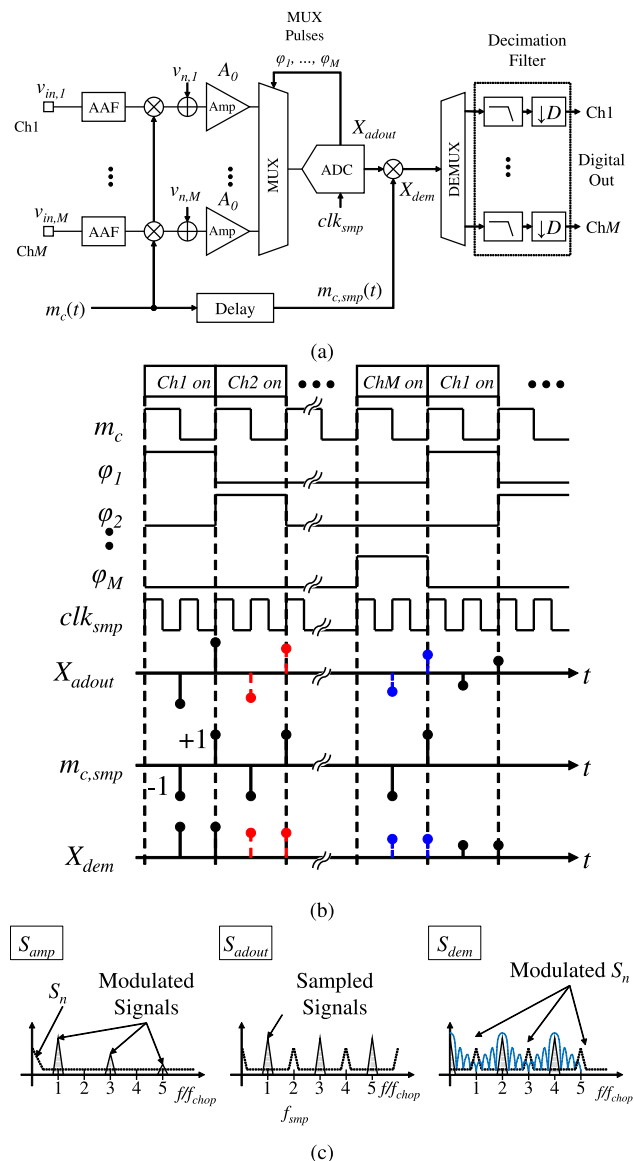 MUX
Pulses
φ1, ..., φM
Decimation
Filter
vin,1
Ch1
AAF
vn,1
A0
Amp
Xadout
MUX
ADC
clksmp
Xdem
DEMUX
↓D
Ch1
Digital
Out
vin,M
ChM
AAF
vn,M
A0
Amp
↓D
ChM
mc(t)
Delay
mc,smp(t)
(a)
Ch1 on Ch2 on ChM on Ch1 on
mc
φ1
φ2
φM
clksmp
Xadout t
+1
mc,smp t
-1
Xdem t
(b)
Samp
Sn
Modulated
Signals
1 2 3 4 5 f/fchop
Sadout
Sampled
Signals
1 2 3 4 5 f/fchop
fsmp
Sdem
Modulated Sn
1 2 3 4 5 f/fchop
(c)